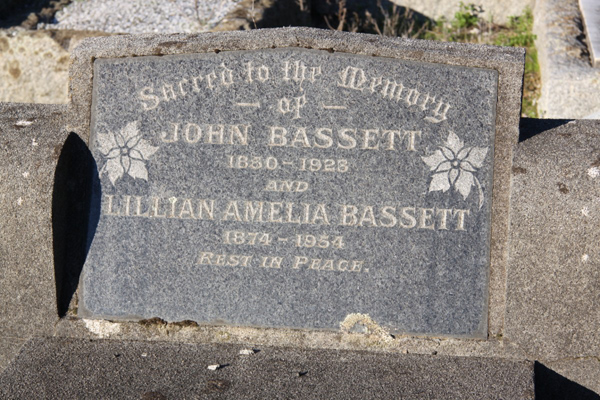 Sacred to the Memory
— of —
JOHN BASSETT
1850-1923
AND
LILLIAN AMELIA BASSETT
1874-1954
REST IN PEACE.